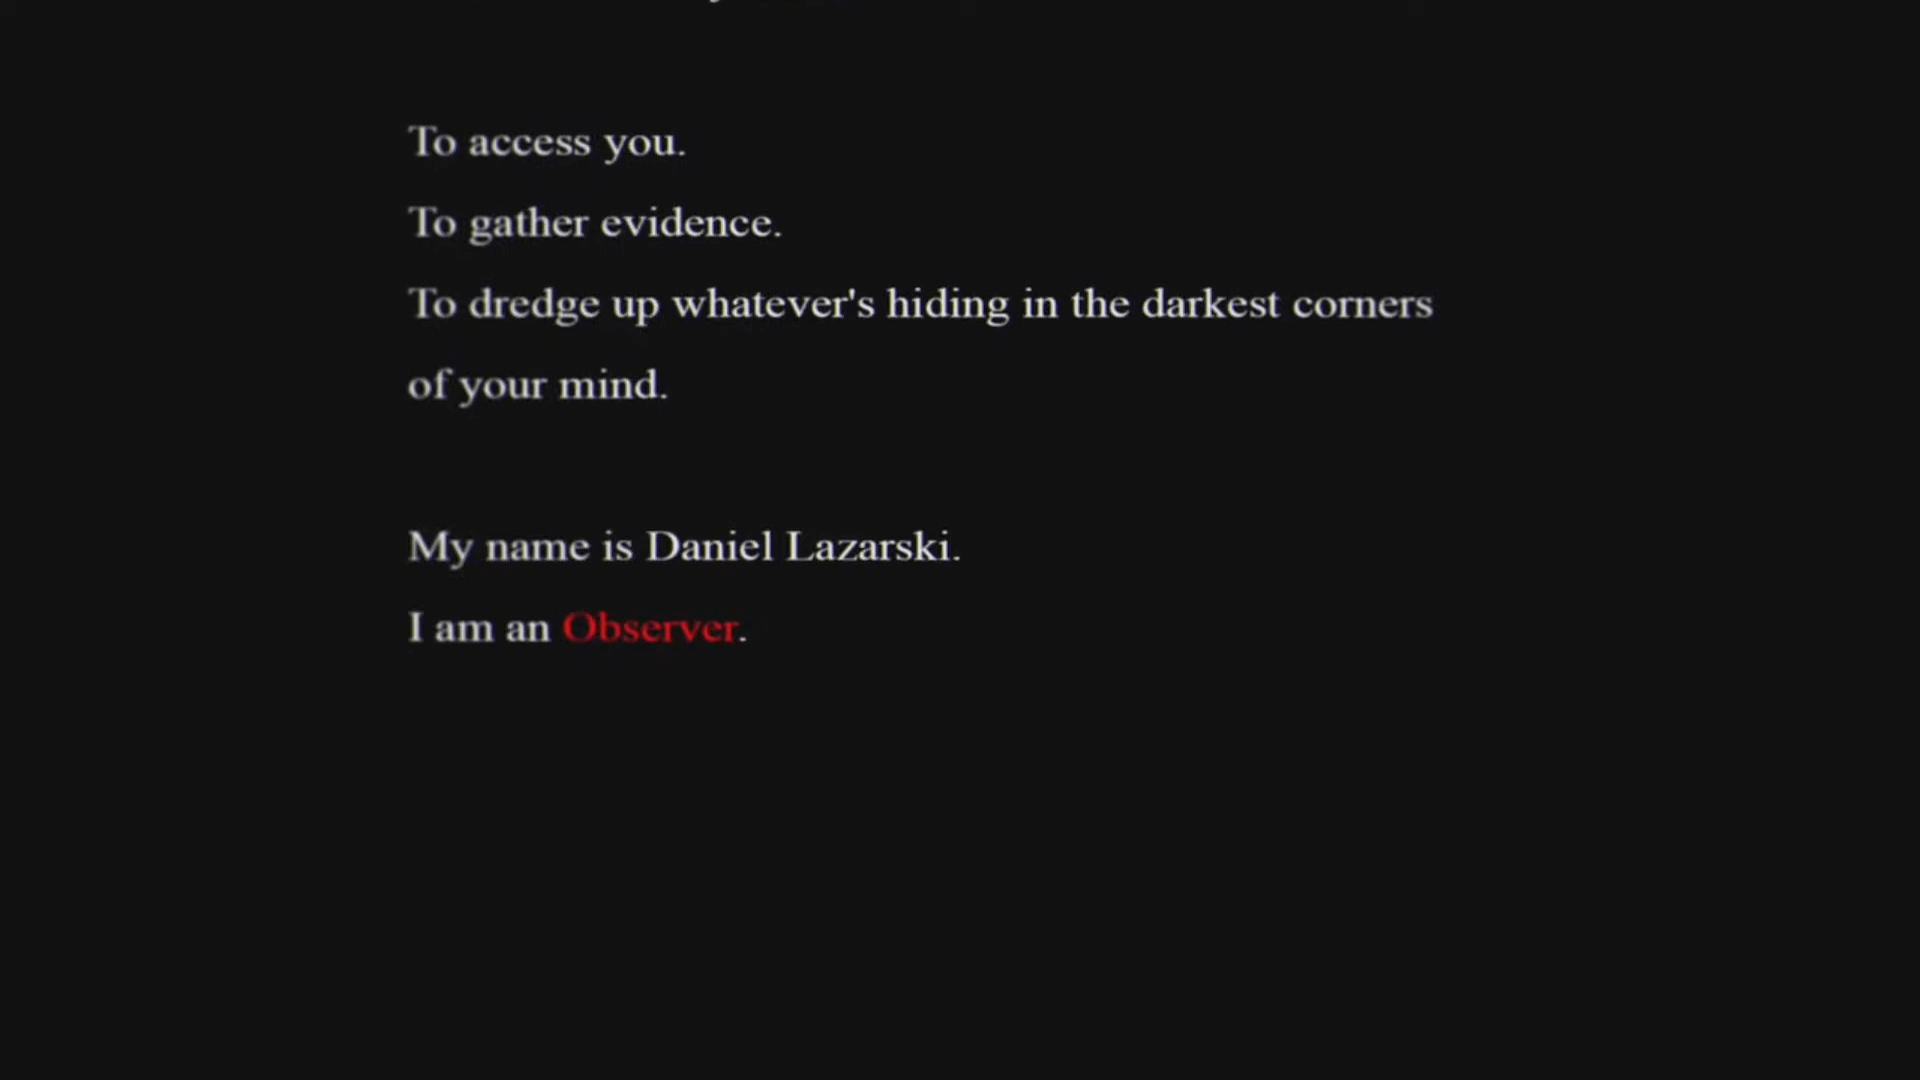 To access you.
To gather evidence.
To dredge up whatever's hiding in the darkest corners
of your mind.
My name is Daniel Lazarski.
I am an Observer.